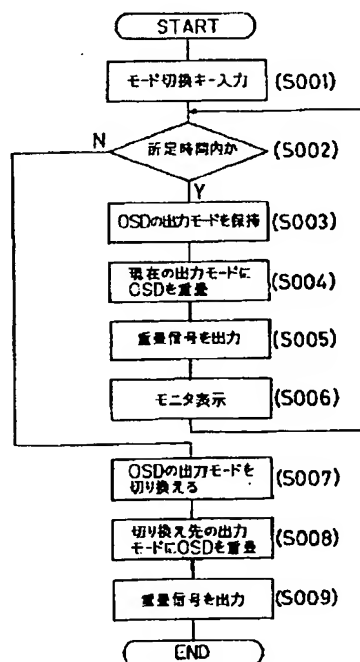 START
モード切換キー入力 (S001)
N
所定時間内か (S002)
Y
OSDの出力モードを保持 (S003)
現在の出力モードに
OSDを重畳 (S004)
重畳信号を出力 (S005)
モニタ表示 (S006)
OSDの出力モードを
切り換える (S007)
切り換え先の出力
モードにOSDを重畳 (S008)
重畳信号を出力 (S009)
END